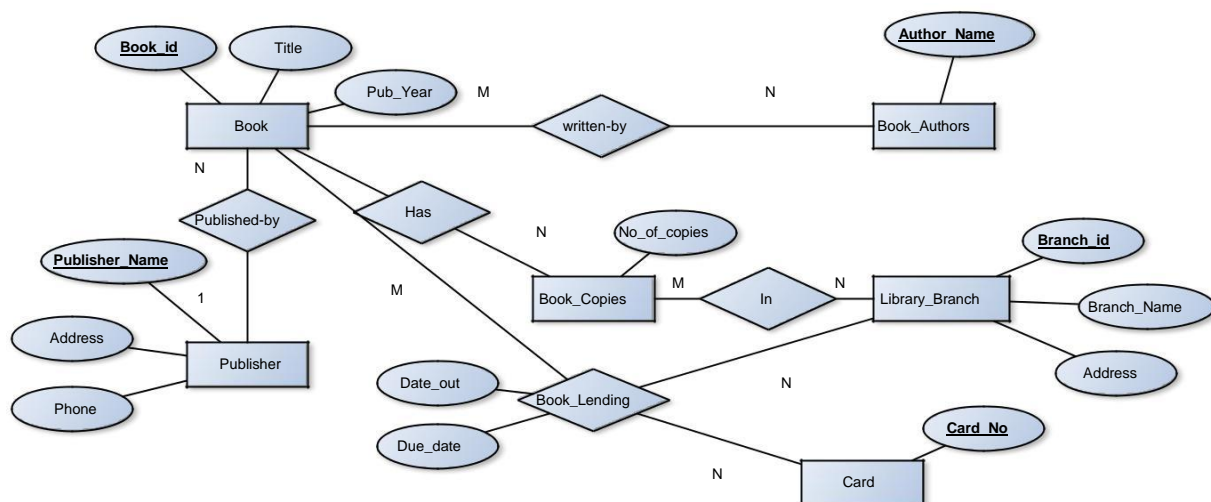 Book_id
Title
Author_Name
Pub_Year
M
N
Book
written-by
Book_Authors
N
Published-by
Has
No_of_copies
Branch_id
Publisher_Name
N
1
M
Book_Copies
M
In
N
Library_Branch
Branch_Name
Address
Publisher
Date_out
Book_Lending
N
Address
Phone
Due_date
Card_No
N
Card